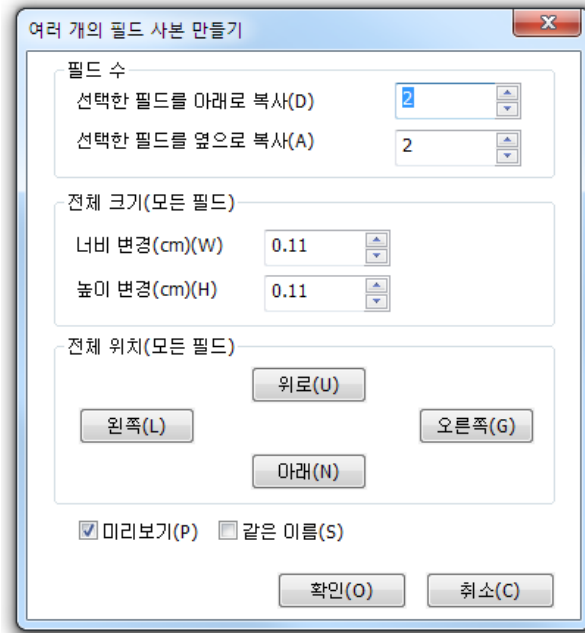 여러 개의 필드 사본 만들기
필드 수
선택한 필드를 아래로 복사(D) 2
선택한 필드를 옆으로 복사(A) 2
전체 크기(모든 필드)
너비 변경(cm)(W) 0.11
높이 변경(cm)(H) 0.11
전체 위치(모든 필드)
위로(U)
왼쪽(L) 오른쪽(G)
아래(N)
미리보기(P) 같은 이름(S)
확인(O) 취소(C)